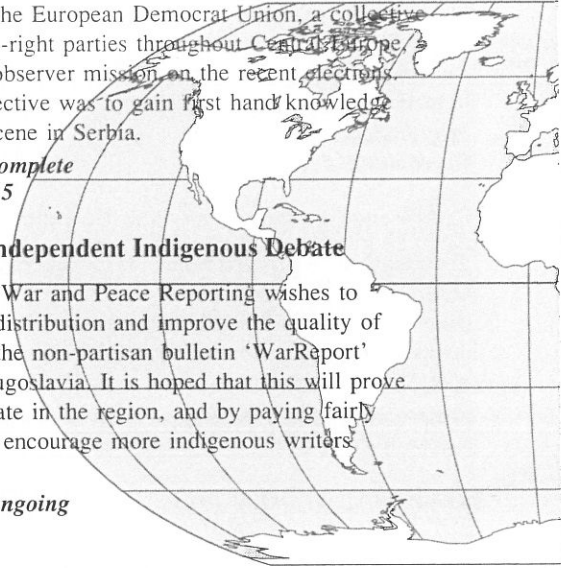 he European Democrat Union, a collective
-right parties throughout Central Europe,
observer mission on the recent elections.
ective was to gain first hand knowledge
cene in Serbia.
omplete
5
ndependent Indigenous Debate
War and Peace Reporting wishes to
distribution and improve the quality of
he non-partisan bulletin ‘WarReport’
ugoslavia. It is hoped that this will prove
ate in the region, and by paying fairly
encourage more indigenous writers
ngoing